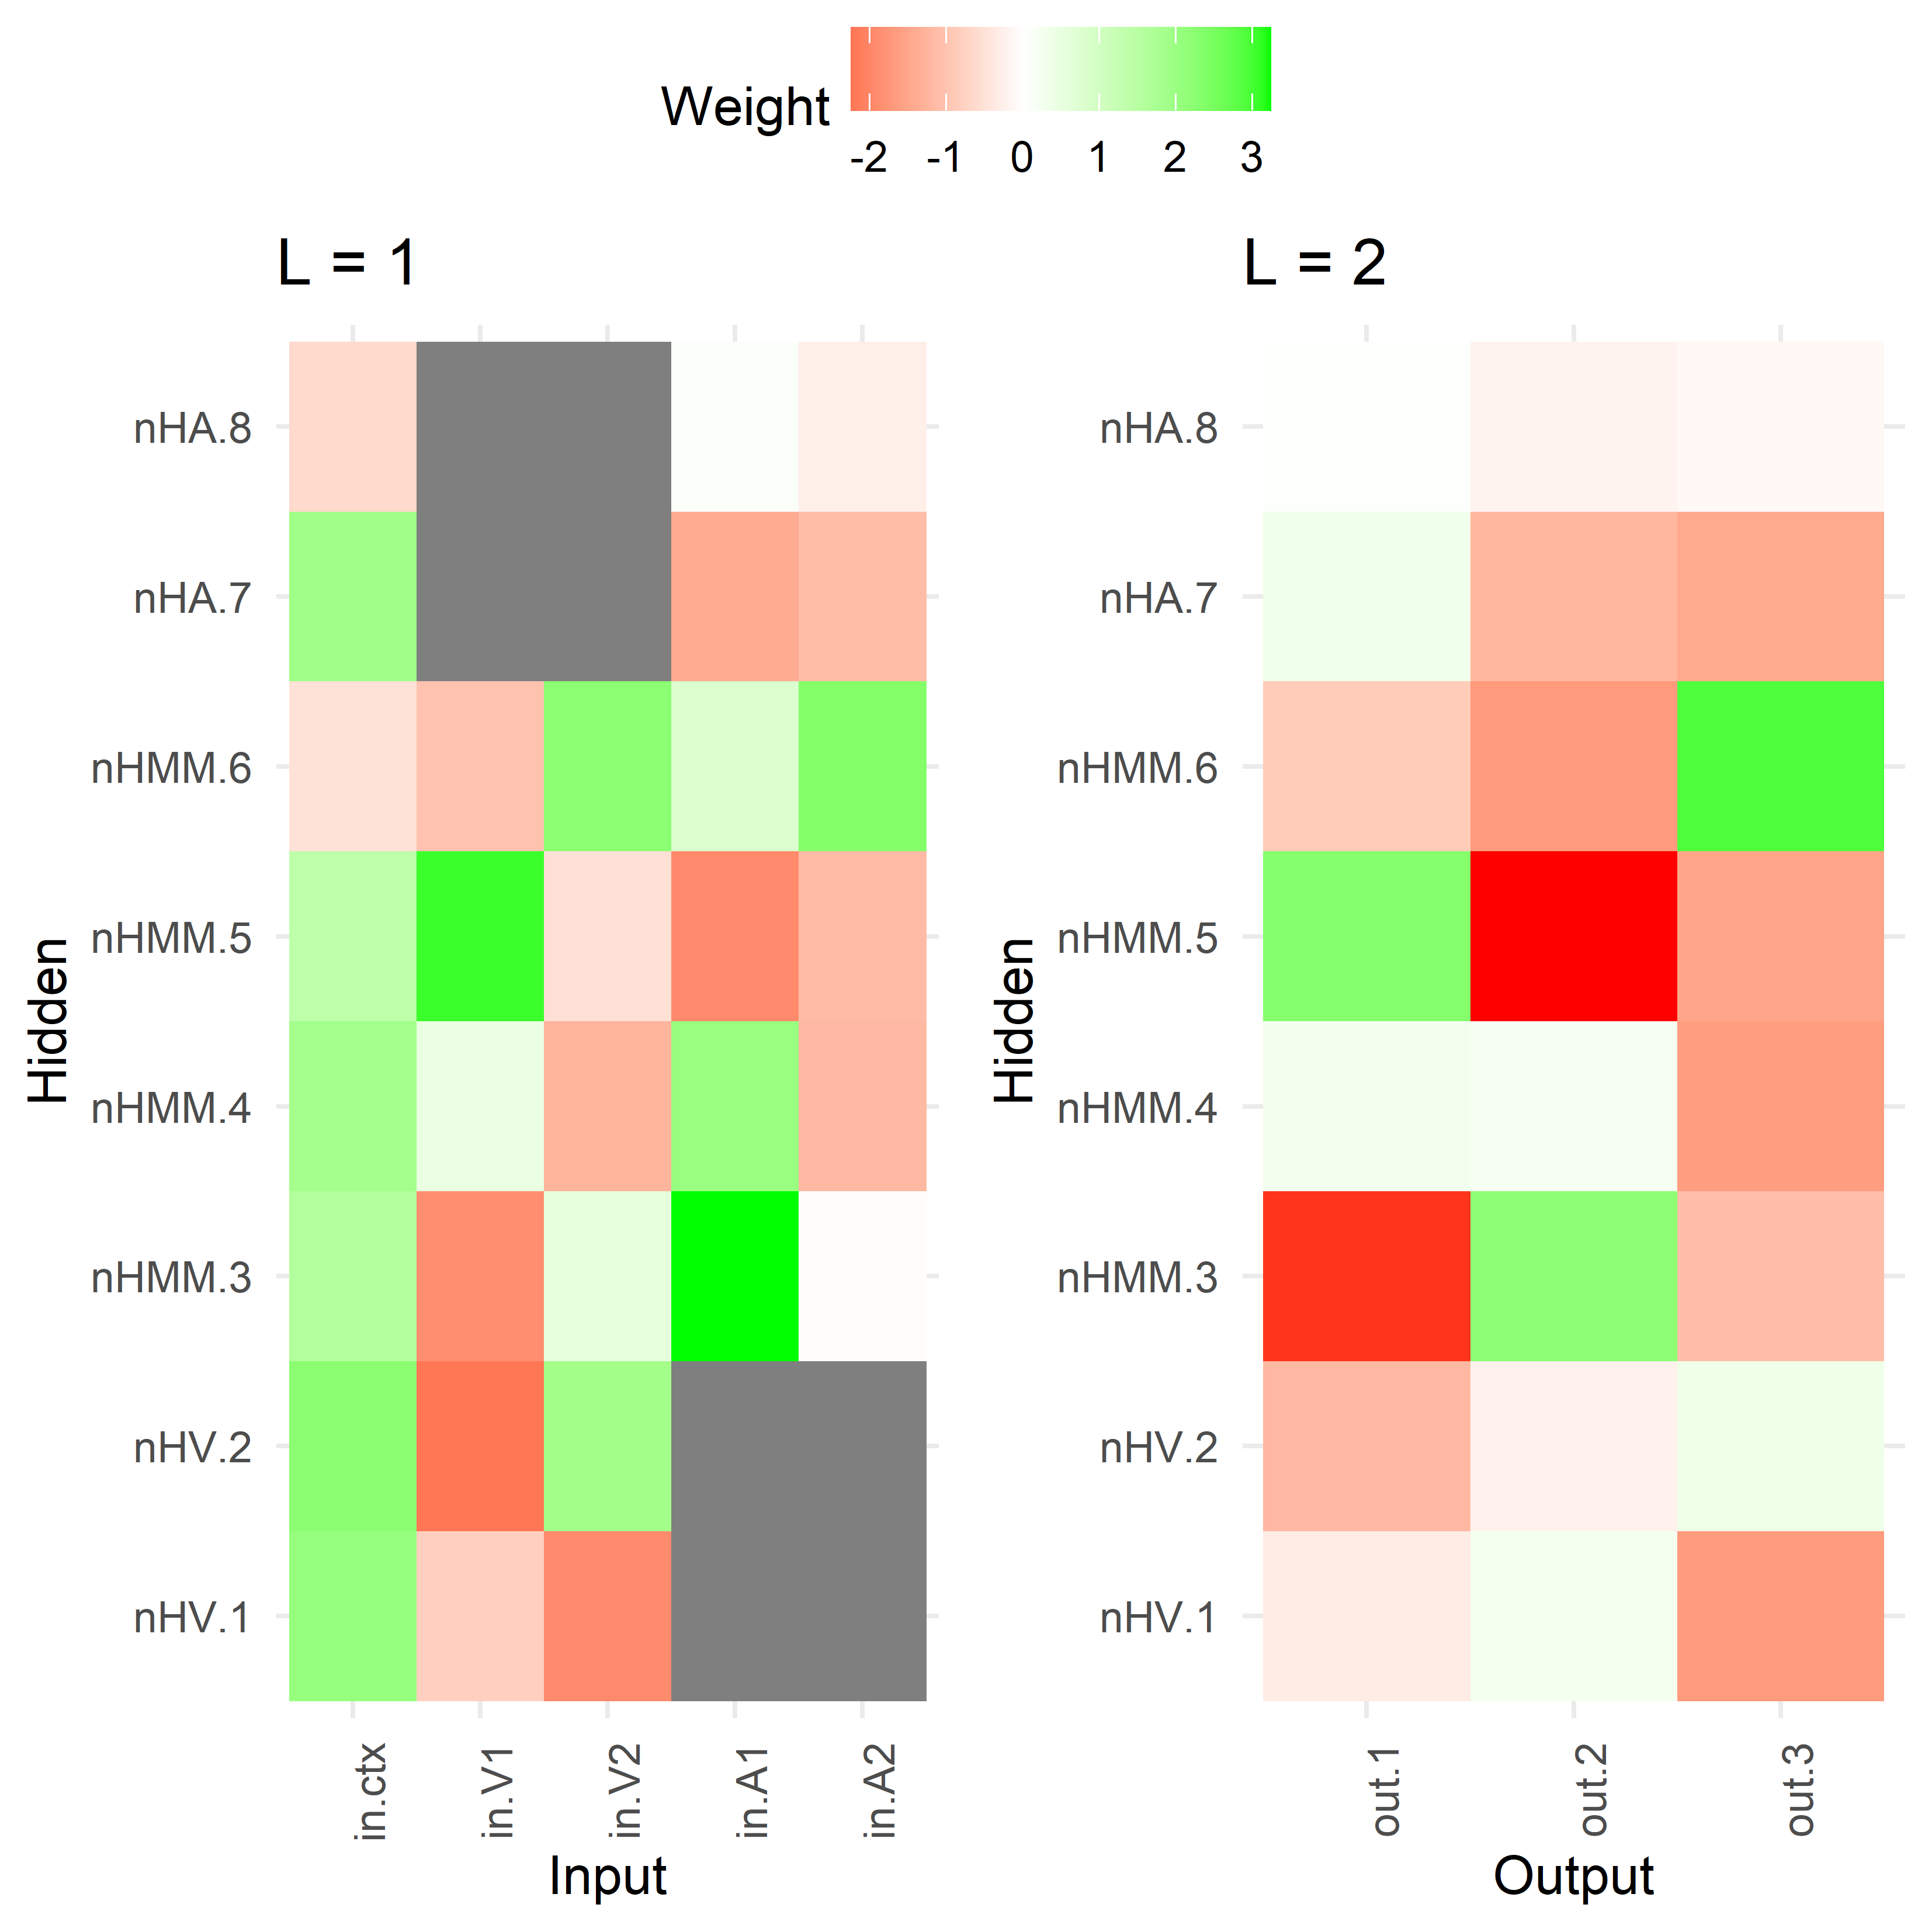 Weight
-2 -1 0 1 2 3
L = 1
Hidden
nHA.8
nHA.7
nHMM.6
nHMM.5
nHMM.4
nHMM.3
nHV.2
nHV.1
in.ctx
in.V1
in.V2
in.A1
in.A2
Input
L = 2
Hidden
nHA.8
nHA.7
nHMM.6
nHMM.5
nHMM.4
nHMM.3
nHV.2
nHV.1
out.1
out.2
out.3
Output